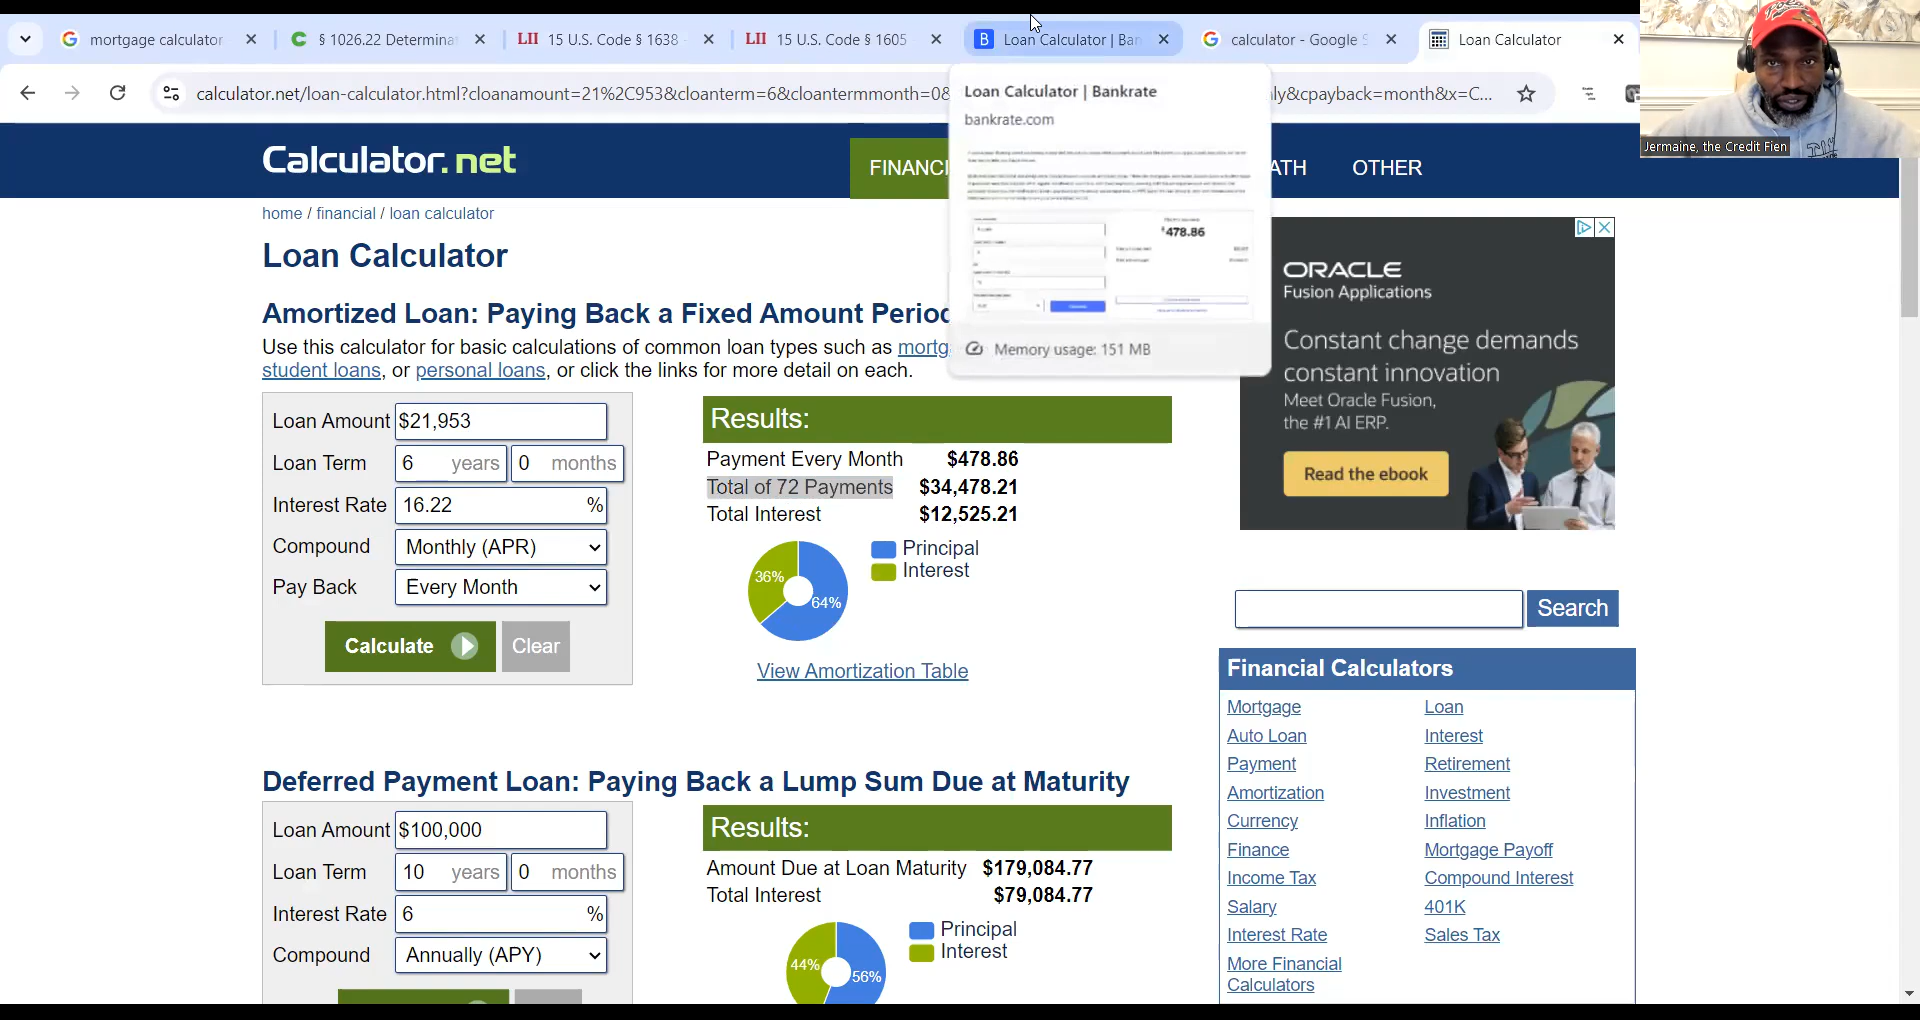 mortgage calculator
§ 1026.22 Determina
LII 15 U.S. Code § 1638 -
LII 15 U.S. Code § 1605
B Loan Calculator | Ban
calculator - Google S
Loan Calculator
calculator.net/loan-calculator.html?cloanamount=21%2C953&cloanterm=6&cloantermmonth=0&
ly&cpayback=month&x=C...
Jermaine, the Credit Fien
Loan Calculator | Bankrate
bankrate.com
$478.86
Memory usage: 151 MB
Calculator.net
FINANCI
ATH
OTHER
home / financial / loan calculator
Loan Calculator
Amortized Loan: Paying Back a Fixed Amount Perio
Use this calculator for basic calculations of common loan types such as mortg
student loans, or personal loans, or click the links for more detail on each.
Loan Amount $21,953
Loan Term 6 years 0 months
Interest Rate 16.22 %
Compound Monthly (APR)
Pay Back Every Month
Calculate
Clear
Results:
Payment Every Month $478.86
Total of 72 Payments $34,478.21
Total Interest $12,525.21
36%
64%
Principal
Interest
View Amortization Table
ORACLE
Fusion Applications
Constant change demands
constant innovation
Meet Oracle Fusion,
the #1 AI ERP.
Read the ebook
Search
Deferred Payment Loan: Paying Back a Lump Sum Due at Maturity
Loan Amount $100,000
Loan Term 10 years 0 months
Interest Rate 6 %
Compound Annually (APY)
Results:
Amount Due at Loan Maturity $179,084.77
Total Interest $79,084.77
44%
56%
Principal
Interest
Financial Calculators
Mortgage
Loan
Auto Loan
Interest
Payment
Retirement
Amortization
Investment
Currency
Inflation
Finance
Mortgage Payoff
Income Tax
Compound Interest
Salary
401K
Interest Rate
Sales Tax
More Financial
Calculators